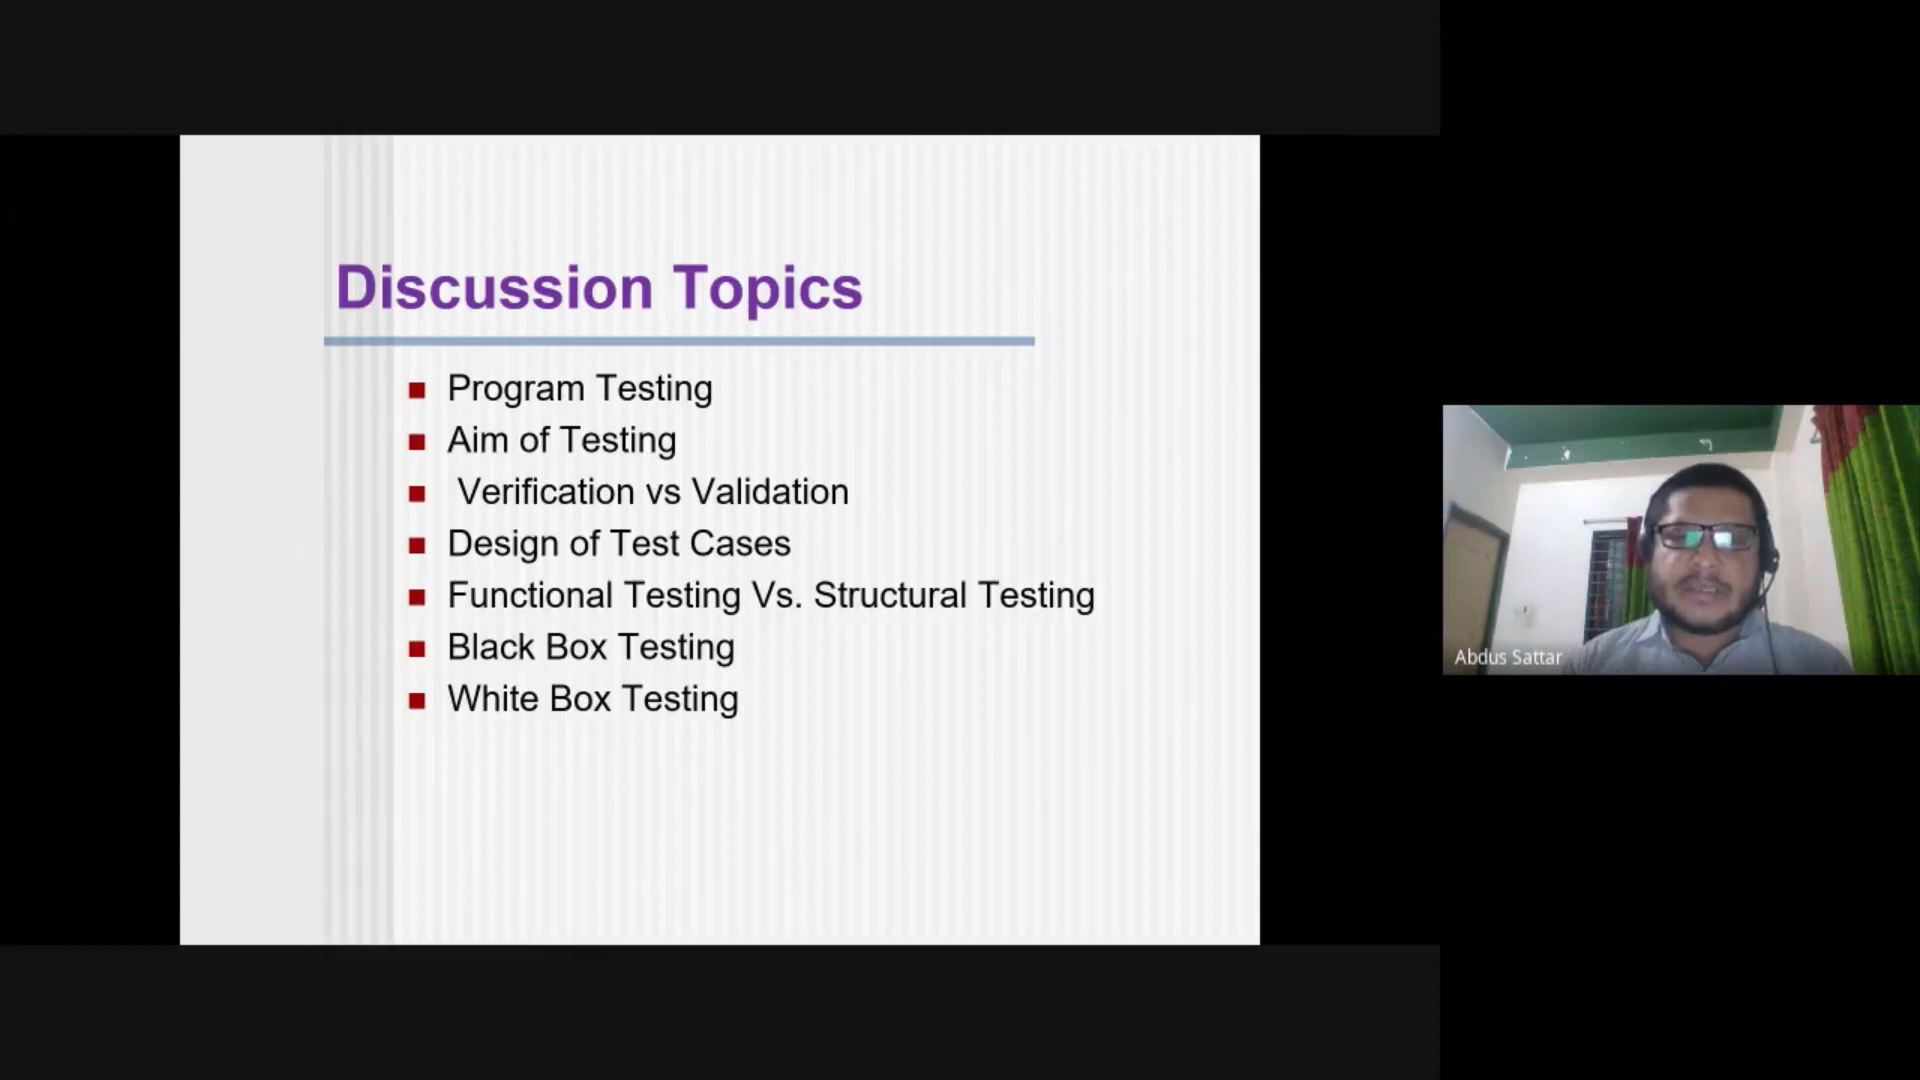 Discussion Topics
Program Testing
Aim of Testing
Verification vs Validation
Design of Test Cases
Functional Testing Vs. Structural Testing
Black Box Testing
White Box Testing
Abdus Sattar